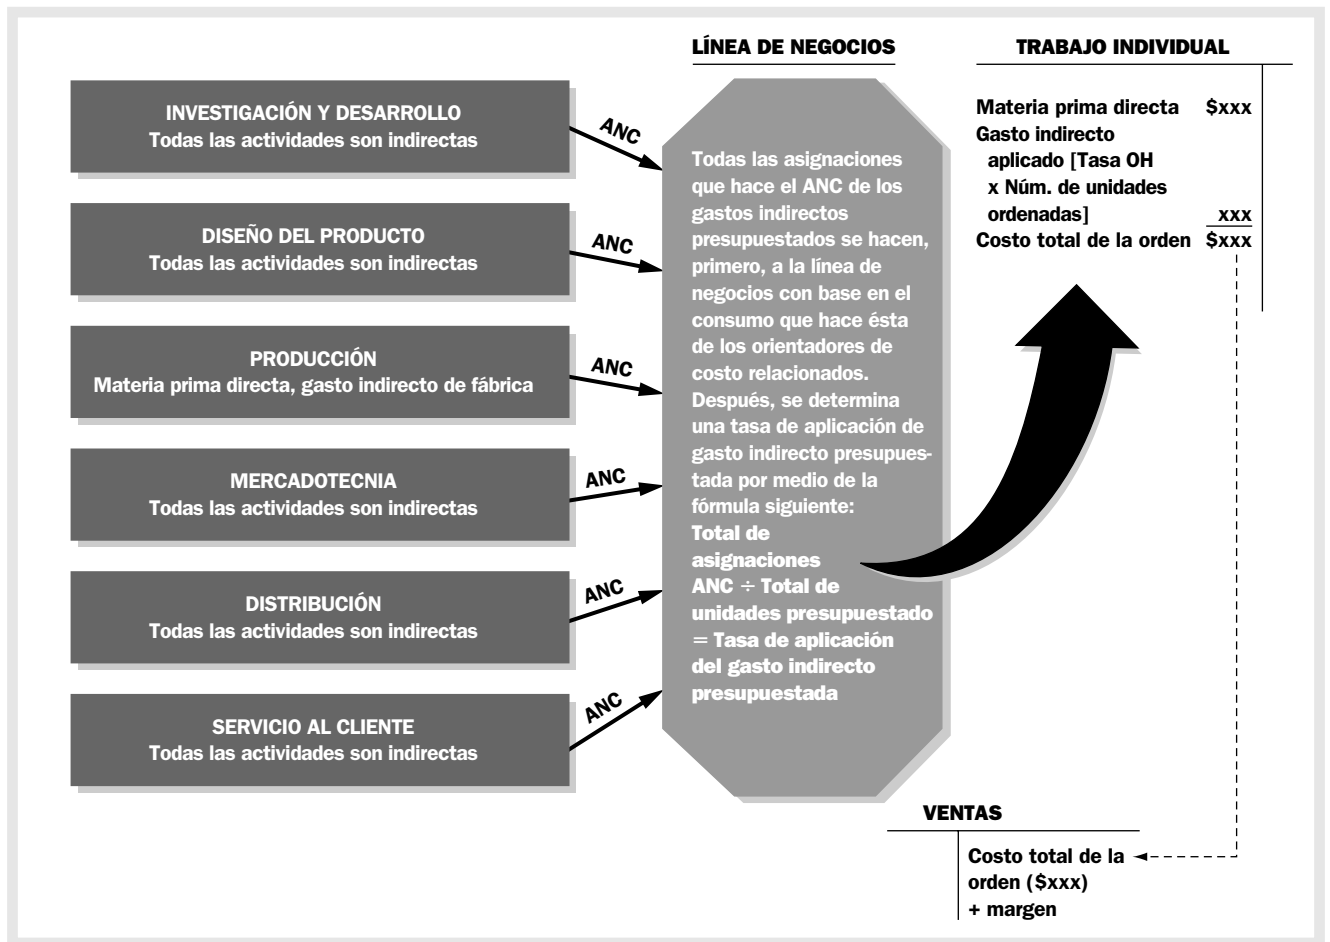 LÍNEA DE NEGOCIOS
TRABAJO INDIVIDUAL
INVESTIGACIÓN Y DESARROLLO
Todas las actividades son indirectas
ANC
DISEÑO DEL PRODUCTO
Todas las actividades son indirectas
ANC
PRODUCCIÓN
Materia prima directa, gasto indirecto de fábrica
ANC
MERCADOTECNIA
Todas las actividades son indirectas
ANC
DISTRIBUCIÓN
Todas las actividades son indirectas
ANC
SERVICIO AL CLIENTE
Todas las actividades son indirectas
ANC
Todas las asignaciones
que hace el ANC de los
gastos indirectos
presupuestados se hacen,
primero, a la línea de
negocios con base en el
consumo que hace ésta
de los orientadores de
costo relacionados.
Después, se determina
una tasa de aplicación de
gasto indirecto presupues-
tada por medio de la
fórmula siguiente:
Total de
asignaciones
ANC ÷ Total de
unidades presupuestado
= Tasa de aplicación
del gasto indirecto
presupuestada
Materia prima directa $xxx
Gasto indirecto
aplicado [Tasa OH
x Núm. de unidades
ordenadas] xxx
Costo total de la orden $xxx
VENTAS
Costo total de la
orden ($xxx)
+ margen